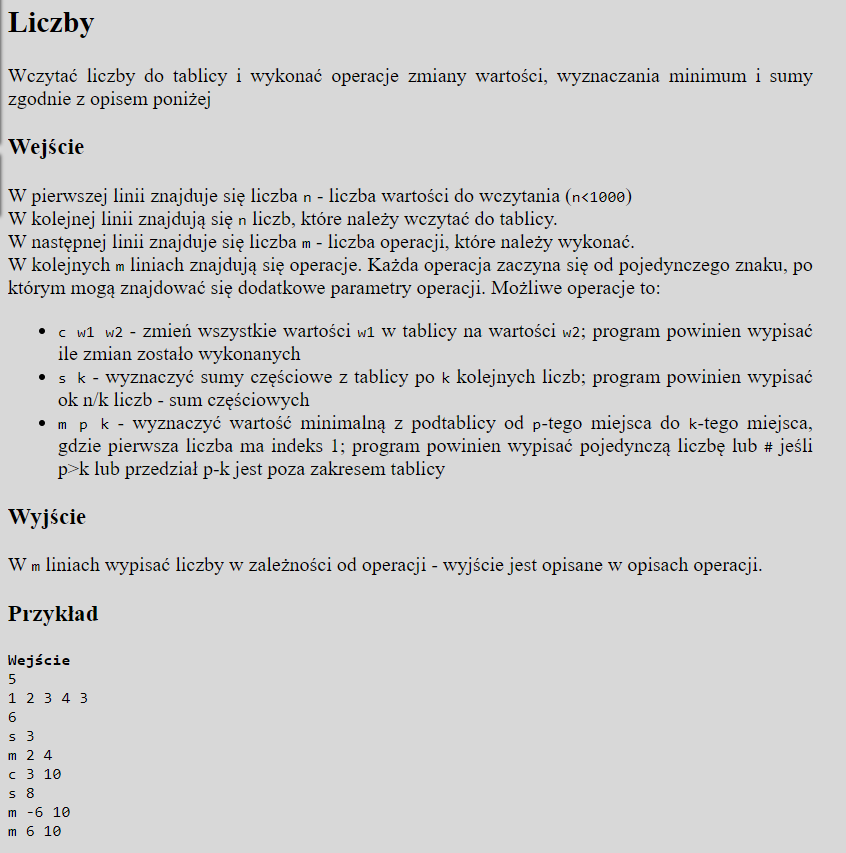 Liczby
Wczytać liczby do tablicy i wykonać operacje zmiany wartości, wyznaczania minimum i sumy
zgodnie z opisem poniżej
Wejście
W pierwszej linii znajduje się liczba n - liczba wartości do wczytania (n<1000)
W kolejnej linii znajdują się n liczb, które należy wczytać do tablicy.
W następnej linii znajduje się liczba m - liczba operacji, które należy wykonać.
W kolejnych m liniach znajdują się operacje. Każda operacja zaczyna się od pojedynczego znaku, po
którym mogą znajdować się dodatkowe parametry operacji. Możliwe operacje to:
• c w1 w2 - zmień wszystkie wartości w1 w tablicy na wartości w2; program powinien wypisać
ile zmian zostało wykonanych
• s k - wyznaczyć sumy częściowe z tablicy po k kolejnych liczb; program powinien wypisać
ok n/k liczb - sum częściowych
• m p k - wyznaczyć wartość minimalną z podtablicy od p-tego miejsca do k-tego miejsca,
gdzie pierwsza liczba ma indeks 1; program powinien wypisać pojedynczą liczbę lub # jeśli
p>k lub przedział p-k jest poza zakresem tablicy
Wyjście
W m liniach wypisać liczby w zależności od operacji - wyjście jest opisane w opisach operacji.
Przykład
Wejście
5
1 2 3 4 3
6
s 3
m 2 4
c 3 10
s 8
m -6 10
m 6 10